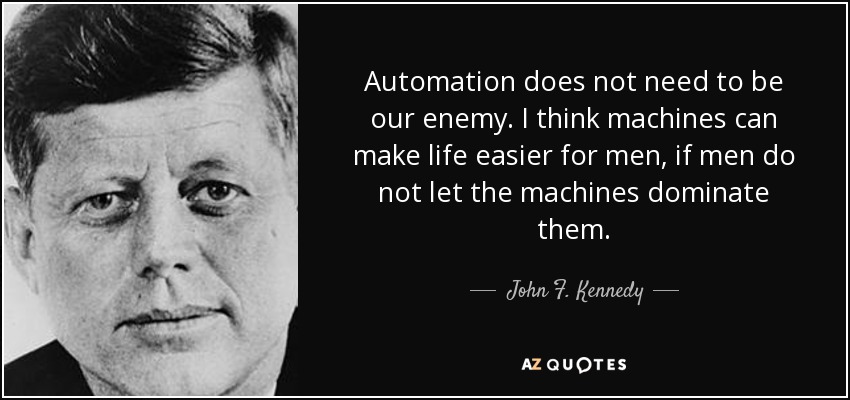 Automation does not need to be
our enemy. I think machines can
make life easier for men, if men do
not let the machines dominate
them.
John F. Kennedy
AZ QUOTES